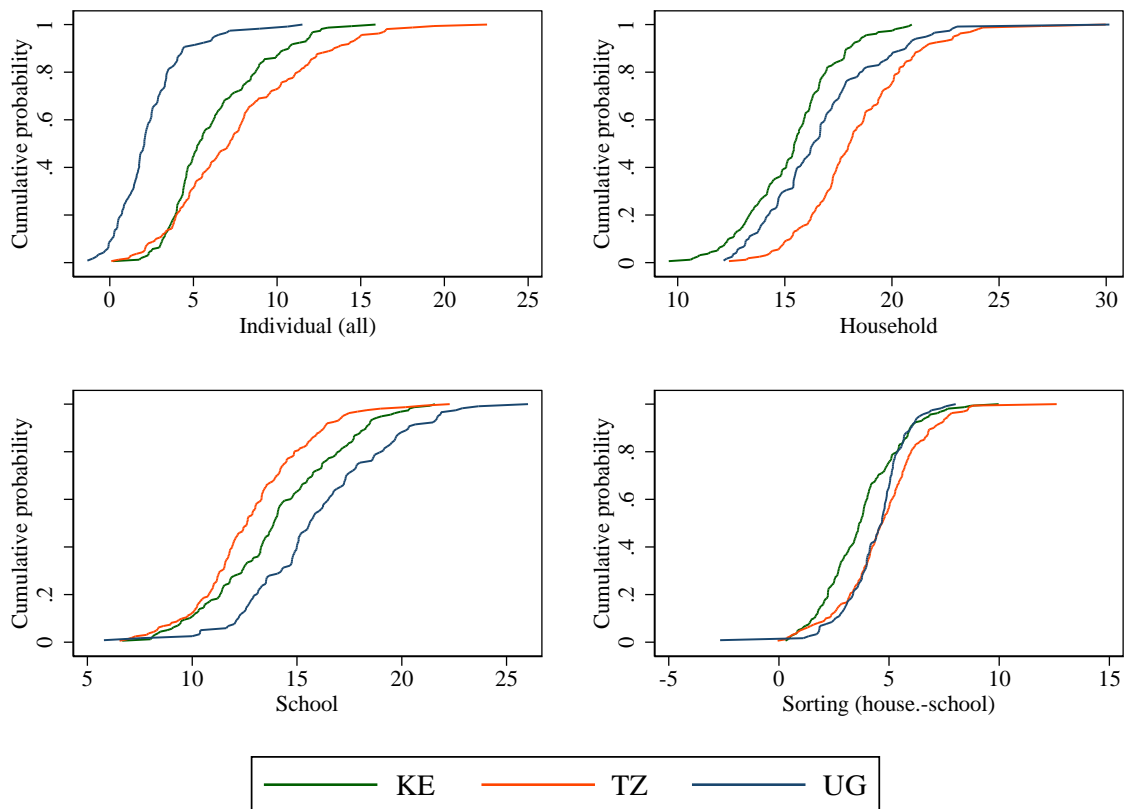 Cumulative probability
0
.2
.4
.6
.8
1
0 5 10 15 20 25
Individual (all)
Cumulative probability
0
.2
.4
.6
.8
1
10 15 20 25 30
Household
Cumulative probability
.2
0
5 10 15 20 25
School
Cumulative probability
0
.2
.4
.6
.8
-5 0 5 10 15
Sorting (house.-school)
KE TZ UG